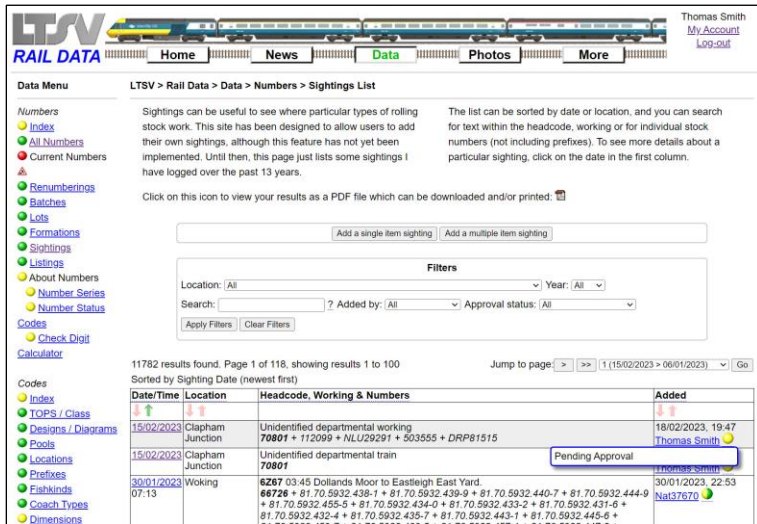 LTSV
RAIL DATA
Home
News
Data
Photos
More
Thomas Smith
My Account
Log-out
Data Menu
Numbers
Index
All Numbers
Current Numbers
Renumberings
Batches
Lots
Formations
Sightings
Listings
About Numbers
Number Series
Number Status
Codes
Check Digit
Calculator
Codes
Index
TOPS / Class
Designs / Diagrams
Pools
Locations
Prefixes
Fishkinds
Coach Types
Dimensions
LTSV > Rail Data > Data > Numbers > Sightings List
Sightings can be useful to see where particular types of rolling
stock work. This site has been designed to allow users to add
their own sightings, although this feature has not yet been
implemented. Until then, this page just lists some sightings I
have logged over the past 13 years.
The list can be sorted by date or location, and you can search
for text within the headcode, working or for individual stock
numbers (not including prefixes). To see more details about a
particular sighting, click on the date in the first column.
Click on this icon to view your results as a PDF file which can be downloaded and/or printed:
Add a single item sighting Add a multiple item sighting
Filters
Location: All Year: All
Search: ? Added by: All Approval status: All
Apply Filters Clear Filters
11782 results found. Page 1 of 118, showing results 1 to 100
Jump to page: > >> 1 (15/02/2023 > 06/01/2023) Go
Sorted by Sighting Date (newest first)
Date/Time Location Headcode, Working & Numbers Added
15/02/2023 Clapham Junction
Unidentified departmental working
70801 + 112099 + NLU29291 + 503555 + DRP81515
18/02/2023, 19:47
Thomas Smith
15/02/2023 Clapham Junction
Unidentified departmental train
70801
Pending Approval
Thomas Smith
30/01/2023 Woking
07:13
6Z67 03:45 Dollands Moor to Eastleigh East Yard.
66726 + 81.70.5932.438-1 + 81.70.5932.439-9 + 81.70.5932.440-7 + 81.70.5932.444-9
+ 81.70.5932.455-5 + 81.70.5932.434-0 + 81.70.5932.433-2 + 81.70.5932.431-6 +
81.70.5932.432-4 + 81.70.5932.435-7 + 81.70.5932.443-1 + 81.70.5932.445-6 +
30/01/2023, 22:53
Nat37670